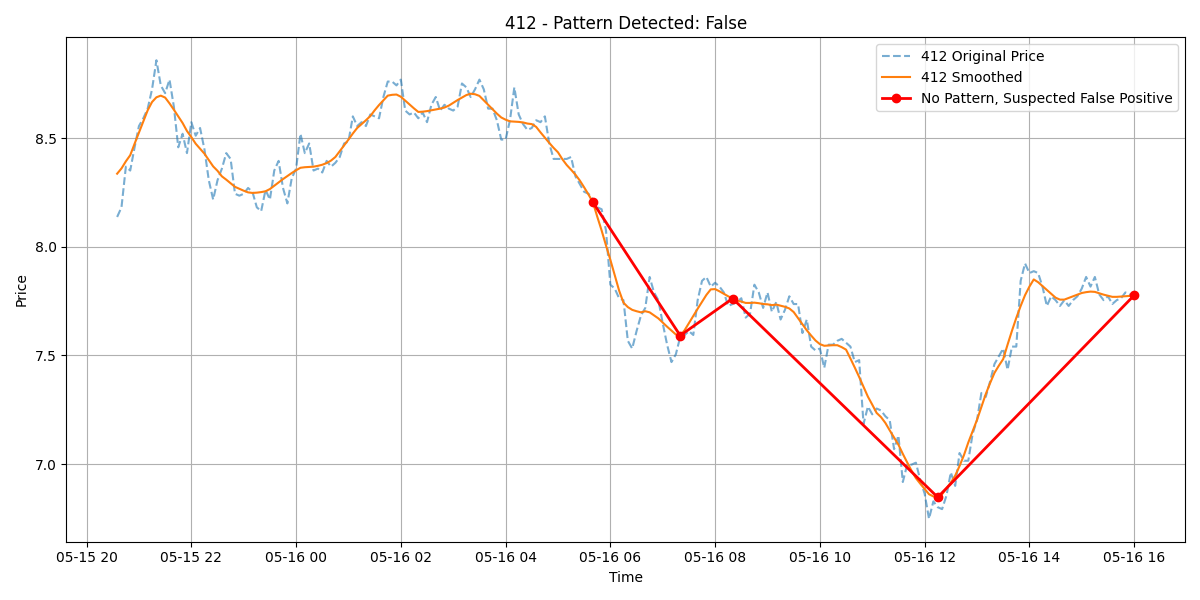 412 - Pattern Detected: False
412 Original Price
412 Smoothed
No Pattern, Suspected False Positive
Price
8.5
8.0
7.5
7.0
05-15 20 05-15 22 05-16 00 05-16 02 05-16 04 05-16 06 05-16 08 05-16 10 05-16 12 05-16 14 05-16 16
Time